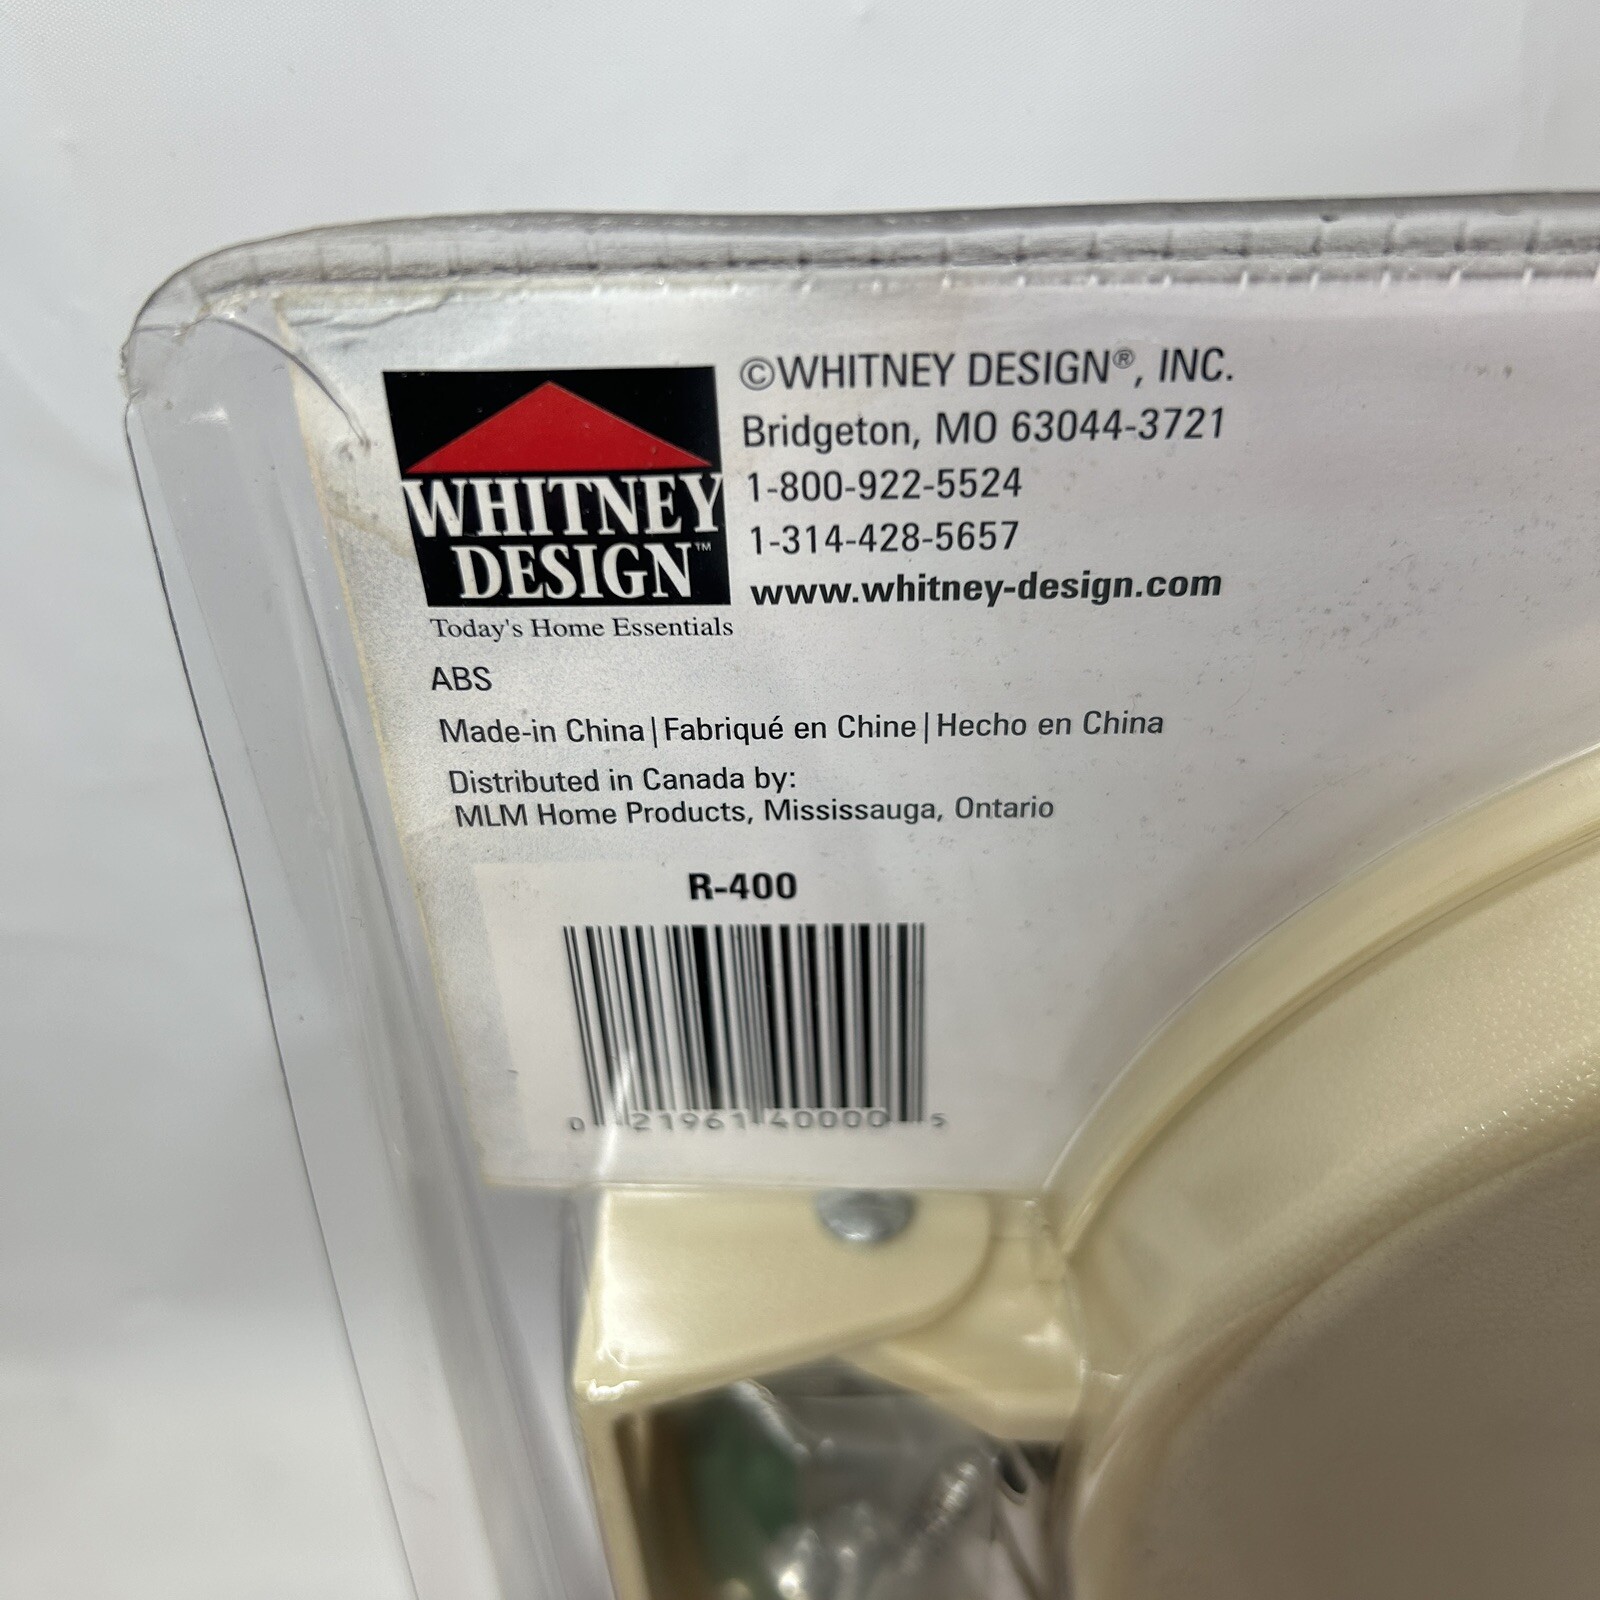 WHITNEY
DESIGN™
Today's Home Essentials
©WHITNEY DESIGN®, INC.
Bridgeton, MO 63044-3721
1-800-922-5524
1-314-428-5657
www.whitney-design.com
ABS
Made-in China | Fabriqué en Chine | Hecho en China
Distributed in Canada by:
MLM Home Products, Mississauga, Ontario
R-400
0 21961 40000 5